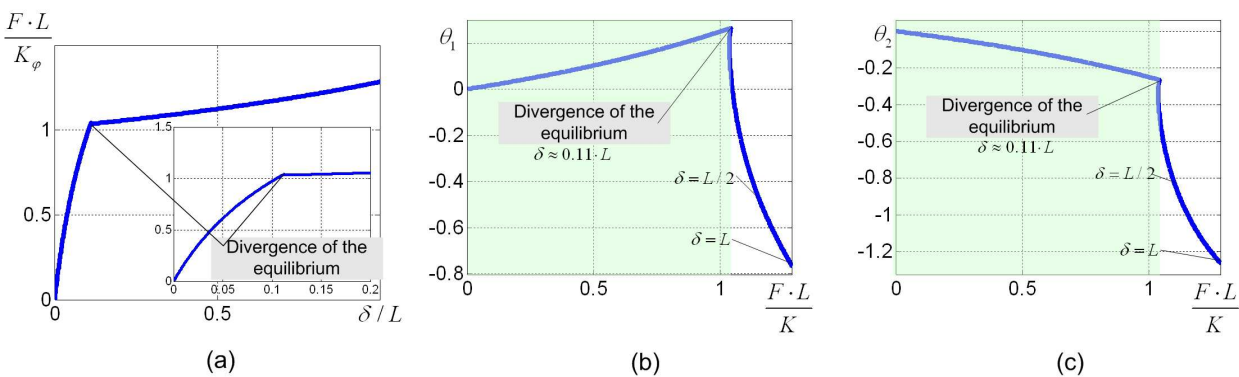 F · L
K_φ
1
0.5
0
0
0.5
δ / L
1.5
1
0.5
0
0
0.05
0.1
0.15
0.2
Divergence of the
equilibrium
(a)
θ_1
0
-0.2
-0.4
-0.6
-0.8
0
0.5
1
F · L
K
Divergence of the
equilibrium
δ ≈ 0.11· L
δ = L / 2
δ = L
(b)
θ_2
-0.2
-0.4
-0.6
-0.8
-1
-1.2
0
0.5
1
F · L
K
Divergence of the
equilibrium
δ ≈ 0.11· L
δ = L / 2
δ = L
(c)